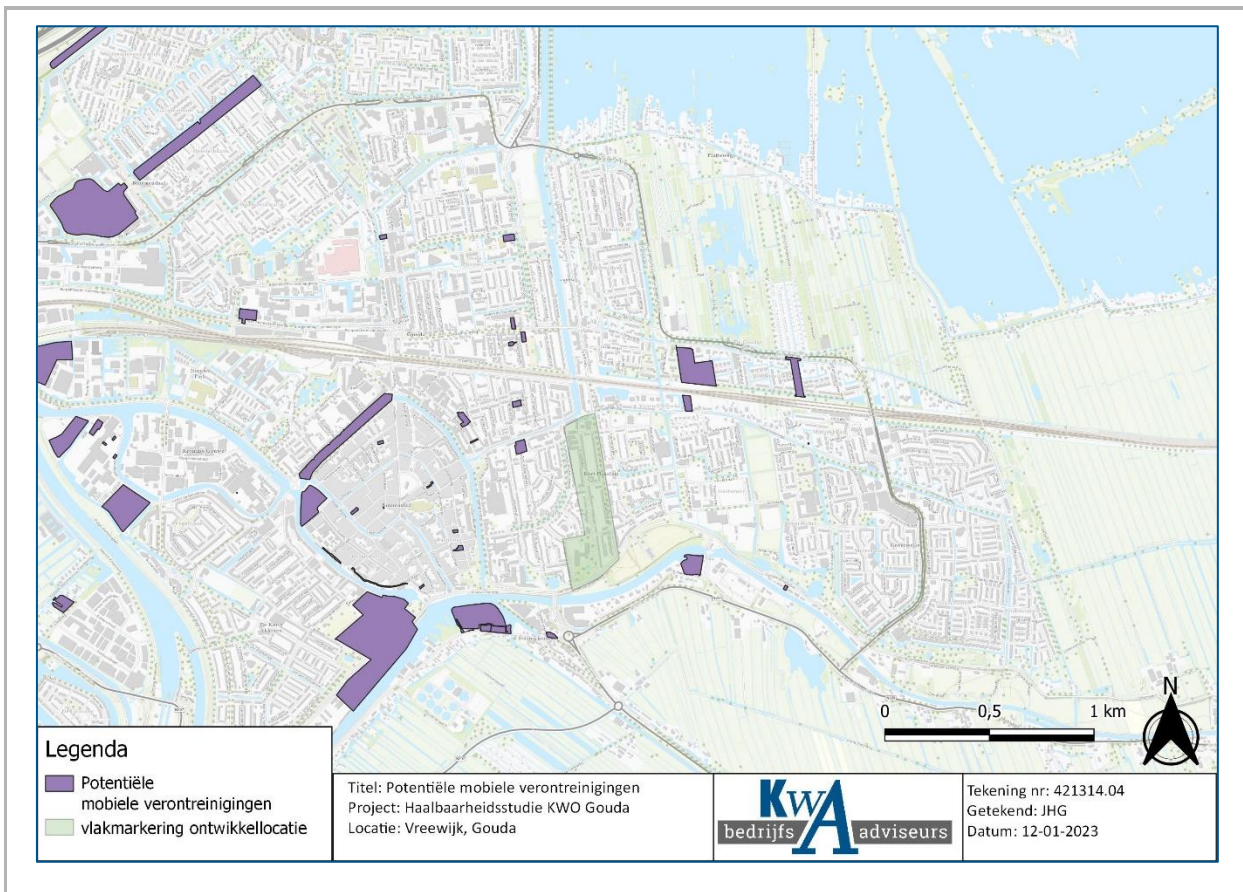 0 0,5 1 km
N
Legenda
Potentiële
mobiele verontreinigingen
vlakmarkering ontwikkellocatie
Titel: Potentiële mobiele verontreinigingen
Project: Haalbaarheidsstudie KWO Gouda
Locatie: Vreewijk, Gouda
KWA
bedrijfs adviseurs
Tekening nr: 421314.04
Getekend: JHG
Datum: 12-01-2023